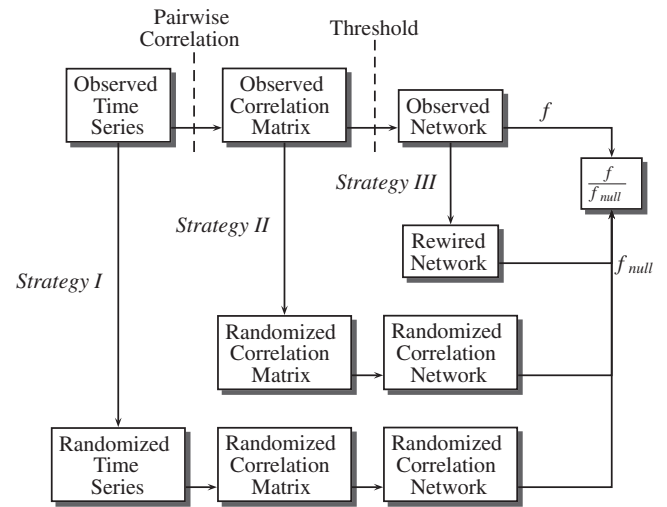 Pairwise
Correlation
Threshold
Observed
Time
Series
Observed
Correlation
Matrix
Observed
Network
f
f
f null
Strategy III
Strategy II
Rewired
Network
f null
Strategy I
Randomized
Correlation
Matrix
Randomized
Correlation
Network
Randomized
Time
Series
Randomized
Correlation
Matrix
Randomized
Correlation
Network